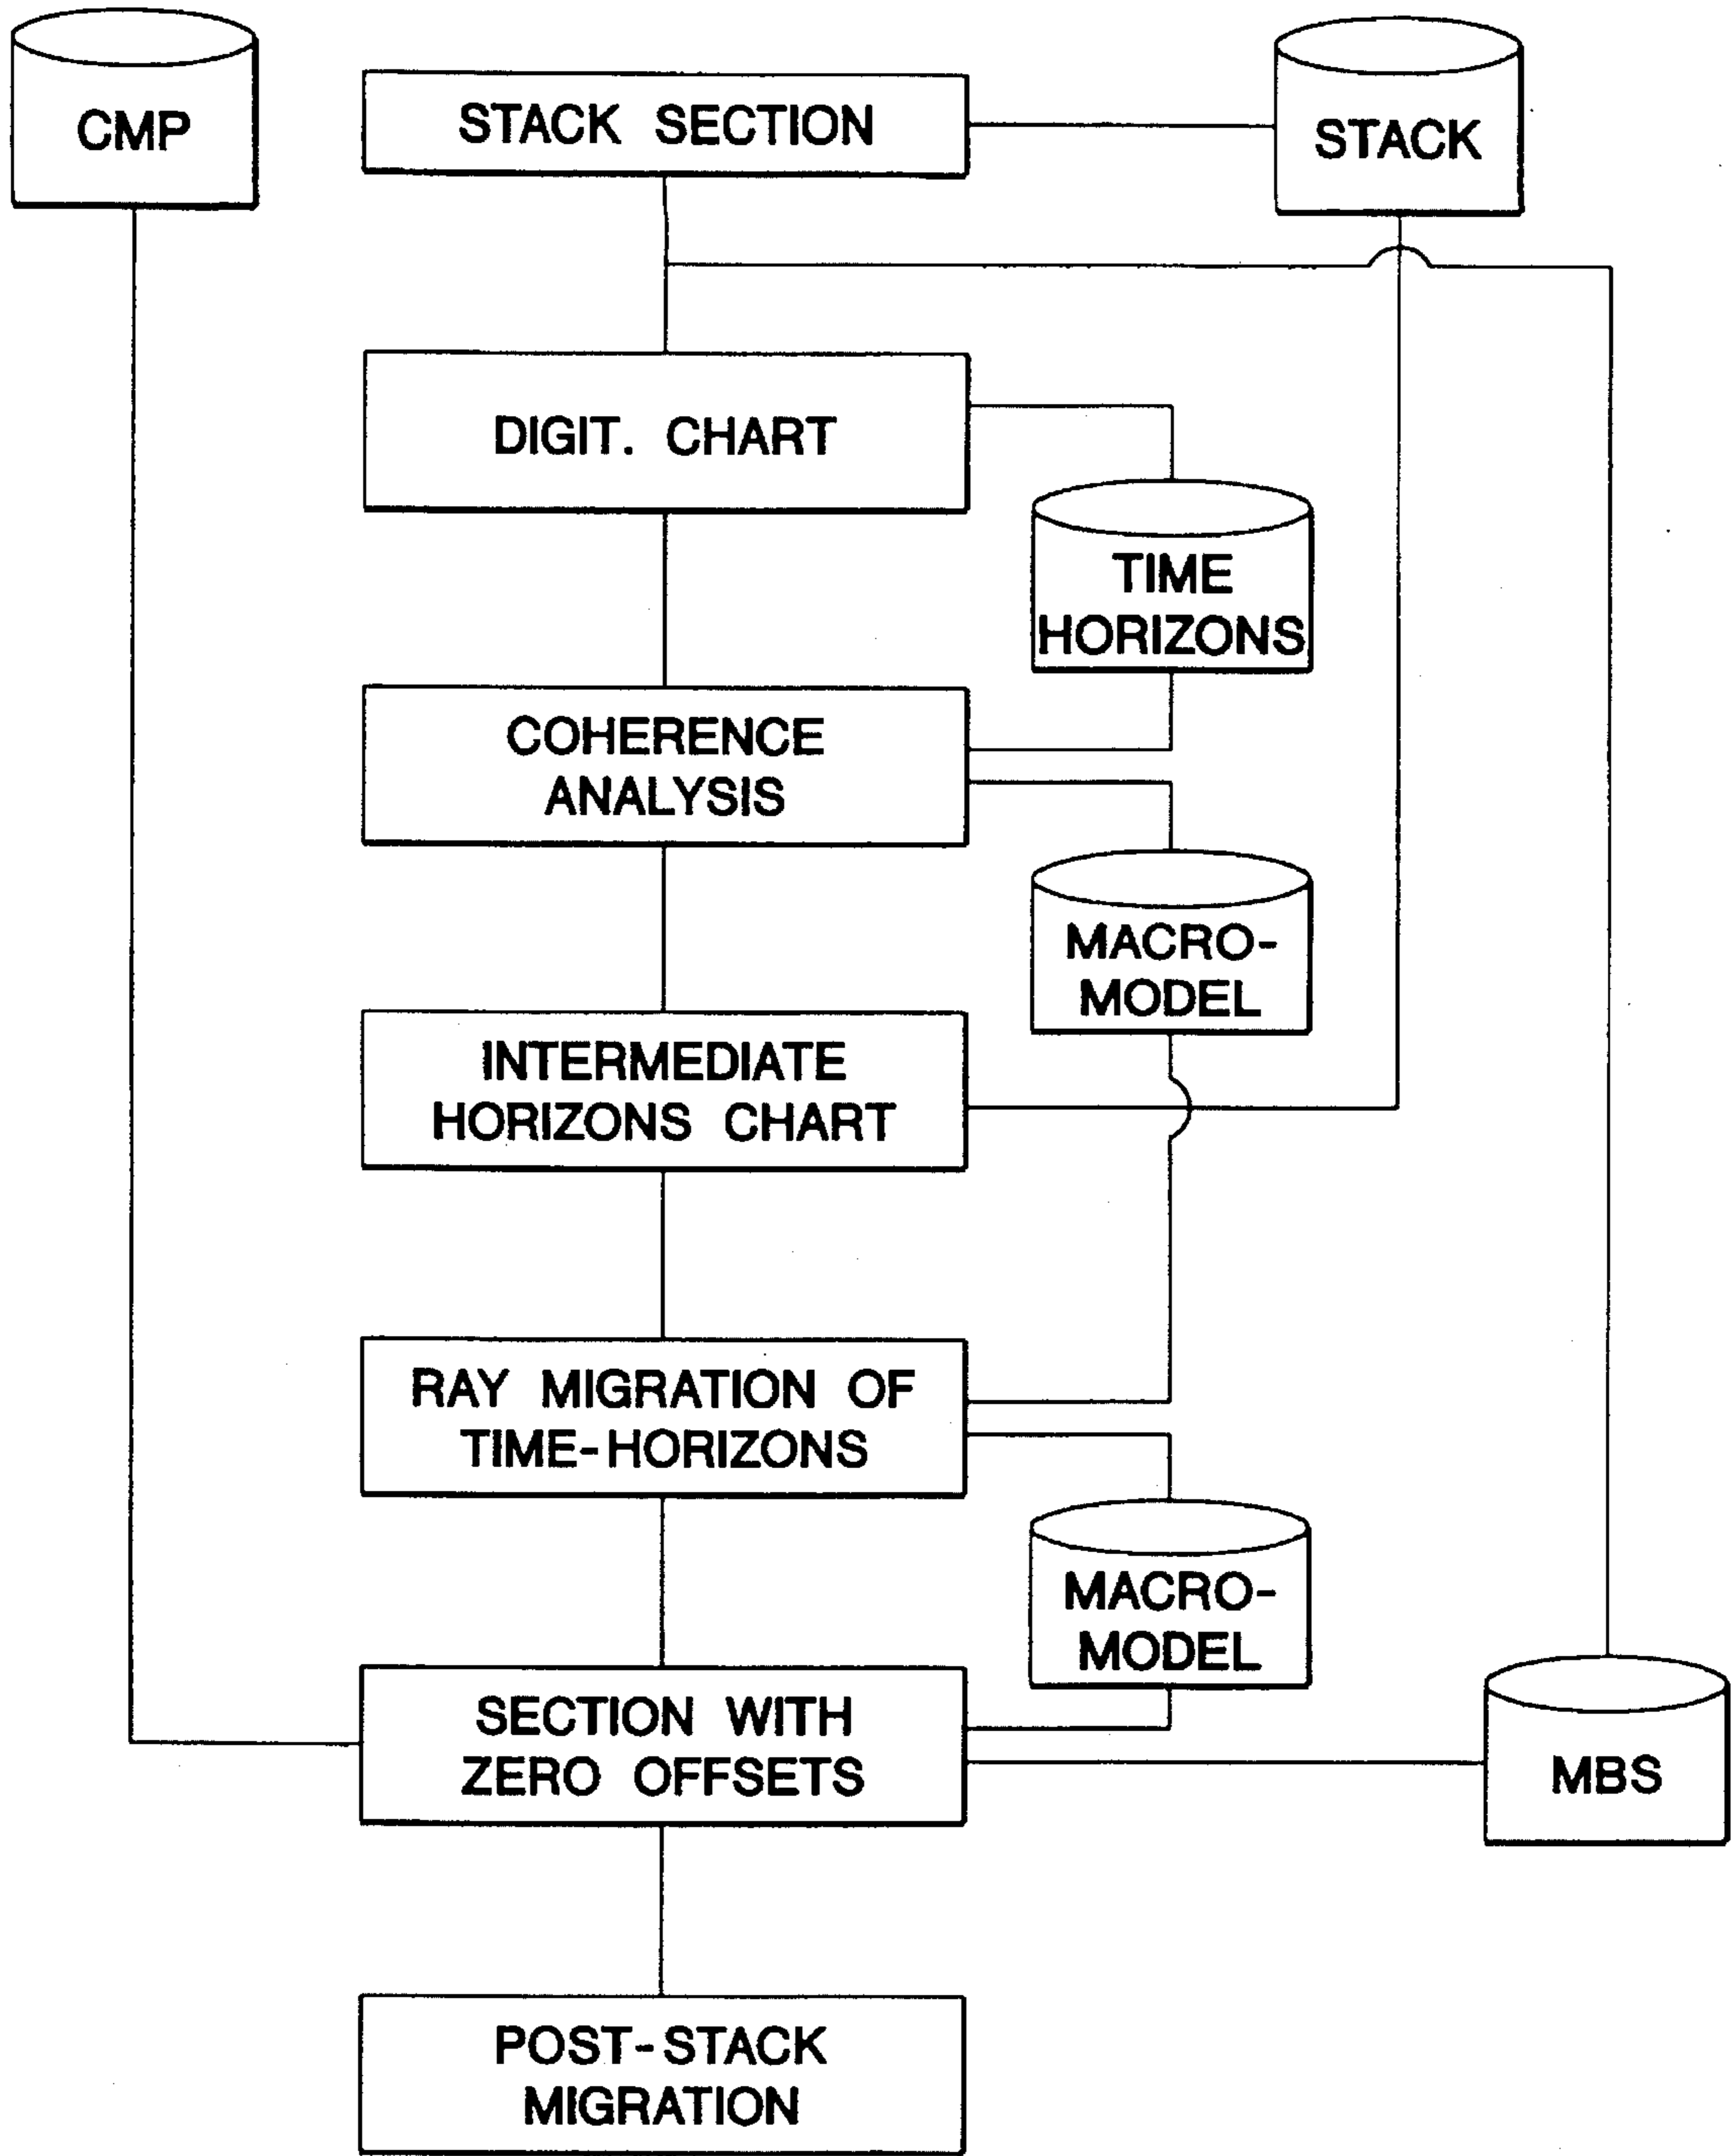 CMP
STACK SECTION
STACK
DIGIT. CHART
TIME
HORIZONS
COHERENCE
ANALYSIS
MACRO-
MODEL
INTERMEDIATE
HORIZONS CHART
RAY MIGRATION OF
TIME-HORIZONS
MACRO-
MODEL
SECTION WITH
ZERO OFFSETS
MBS
POST-STACK
MIGRATION